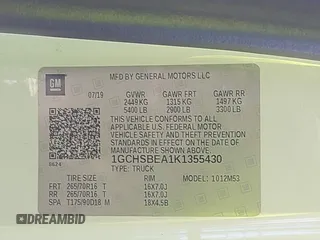 MFD BY GENERAL MOTORS LLC
GM
07/19 GVWR GAWR FRT GAWR RR
2449 KG 1315 KG 1497 KG
5400 LB 2900 LB 3300 LB
THIS VEHICLE CONFORMS TO ALL
APPLICABLE U.S. FEDERAL MOTOR
VEHICLE SAFETY AND THEFT PREVENTION
STANDARDS IN EFFECT ON THE DATE OF
MANUFACTURE SHOWN ABOVE.
1GCHSBEA1K1355430
TYPE: TRUCK
TIRE SIZE RIM MODEL:
FRT 265/70R16 T 16X7.0J
RR 265/70R16 T 16X7.0J
SPA T175/90D18 M 18X4.5B
DREAMBID